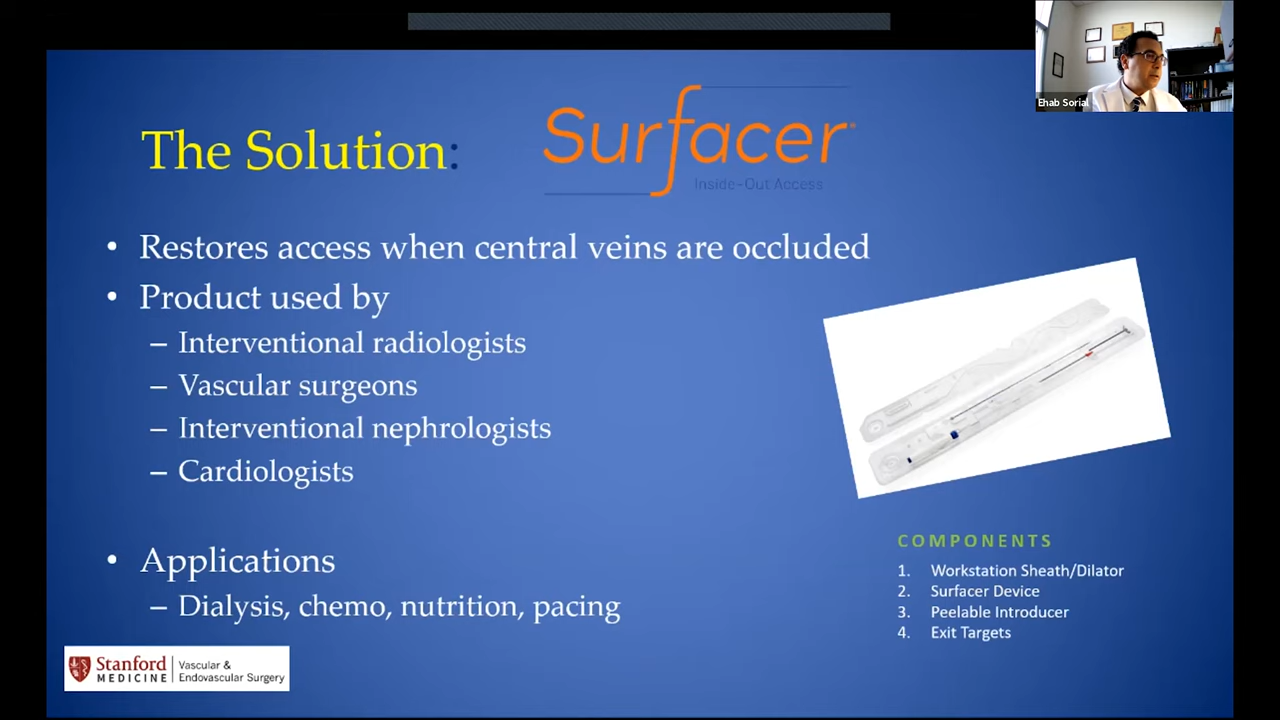 Ehab Sorial
The Solution:
Surfacer
Inside-Out Access
• Restores access when central veins are occluded
• Product used by
– Interventional radiologists
– Vascular surgeons
– Interventional nephrologists
– Cardiologists
• Applications
– Dialysis, chemo, nutrition, pacing
COMPONENTS
1. Workstation Sheath/Dilator
2. Surfacer Device
3. Peelable Introducer
4. Exit Targets
Stanford
MEDICINE
Vascular &
Endovascular Surgery